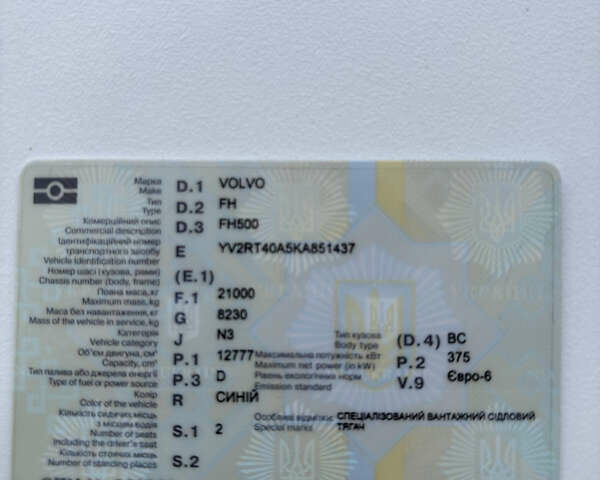 Марка
Make D.1 VOLVO
Тип
Type D.2 FH
Комерційний опис
Commercial description D.3 FH500
Ідентифікаційний номер
транспортного засобу
Vehicle identification number E YV2RT40A5KA851437
Номер шасі (кузова, рами)
Chassis number (body, frame) (E.1)
Повна маса, кг
Maximum mass, kg F.1 21000
Маса без навантаження, кг
Mass of the vehicle in service, kg G 8230
Категорія
Vehicle category J N3 Тип кузова
Body type (D.4) ВС
Об'єм двигуна, см³
Capacity, cm³ P.1 12777 Максимальна потужність кВт
Maximum net power (in kW) P.2 375
Тип палива або джерела енергії
Type of fuel or power source P.3 D Рівень екологічних норм
Emission standard V.9 Євро-6
Колір
Color of the vehicle R СИНІЙ
Кількість сидячих місць
з місцем водія
Number of seats
Including the driver's seat S.1 2 Особливі відмітки: СПЕЦІАЛІЗОВАНИЙ ВАНТАЖНИЙ СІДЛОВИЙ
Special marks ТЯГАЧ
Кількість стоячих місць
Number of standing places S.2